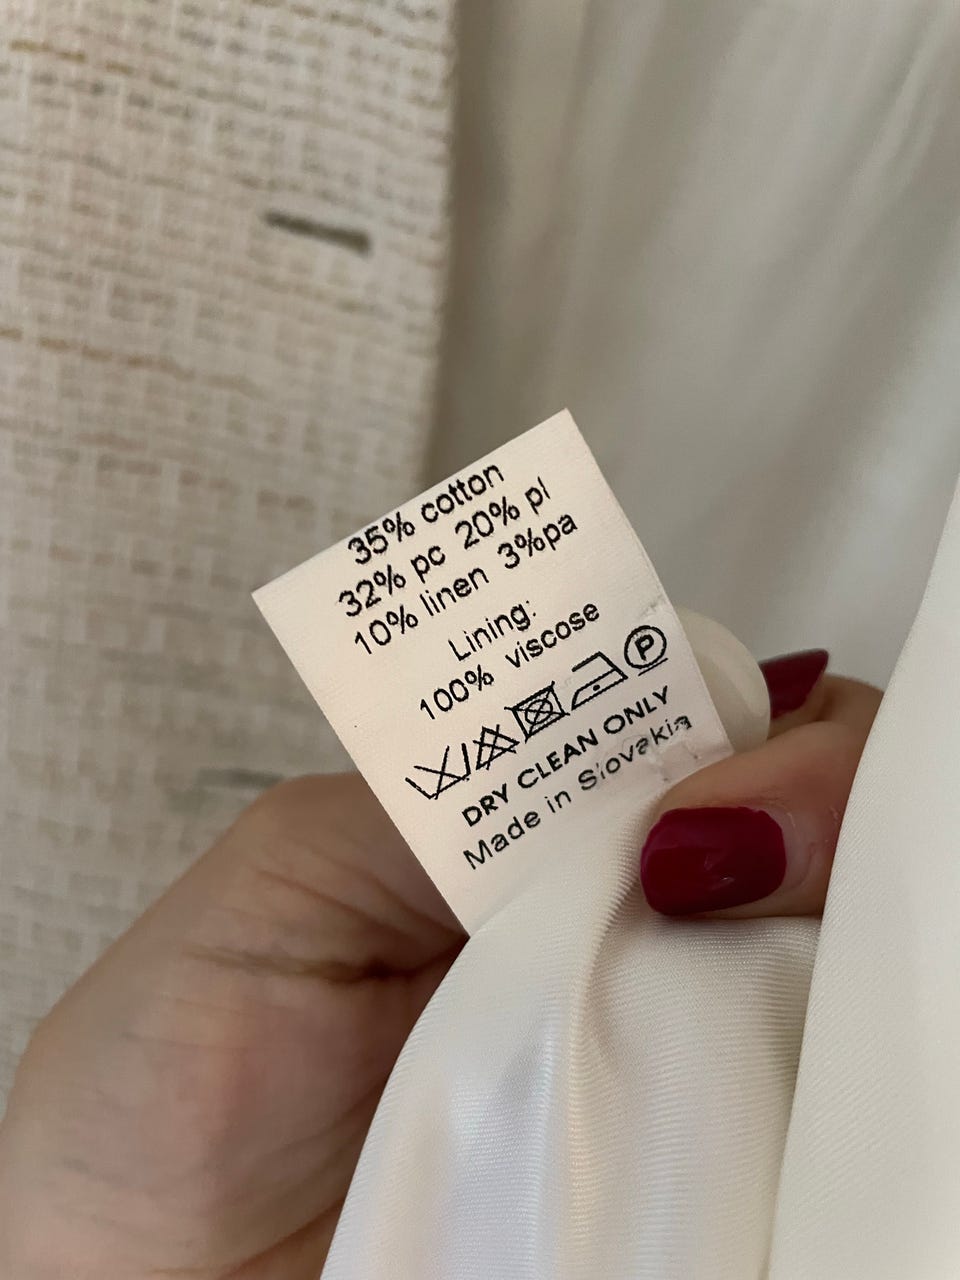 35% cotton
32% pc 20% pl
10% linen 3%pa
Lining:
100% viscose
P
DRY CLEAN ONLY
Made in Slovakia